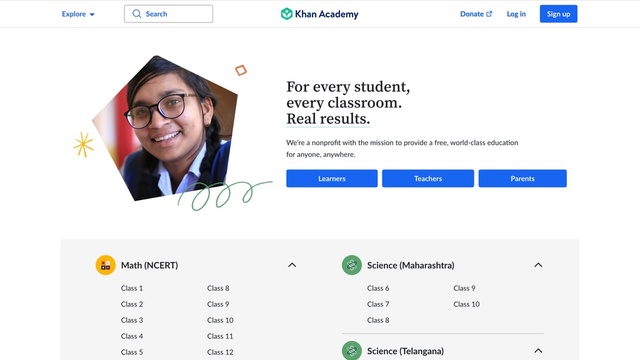 Explore
Search
Khan Academy
Donate
Log in
Sign up
For every student,
every classroom.
Real results.
We're a nonprofit with the mission to provide a free, world-class education
for anyone, anywhere.
Learners
Teachers
Parents
Math (NCERT)
Class 1
Class 2
Class 3
Class 4
Class 5
Class 8
Class 9
Class 10
Class 11
Class 12
Science (Maharashtra)
Class 6
Class 7
Class 8
Class 9
Class 10
Science (Telangana)